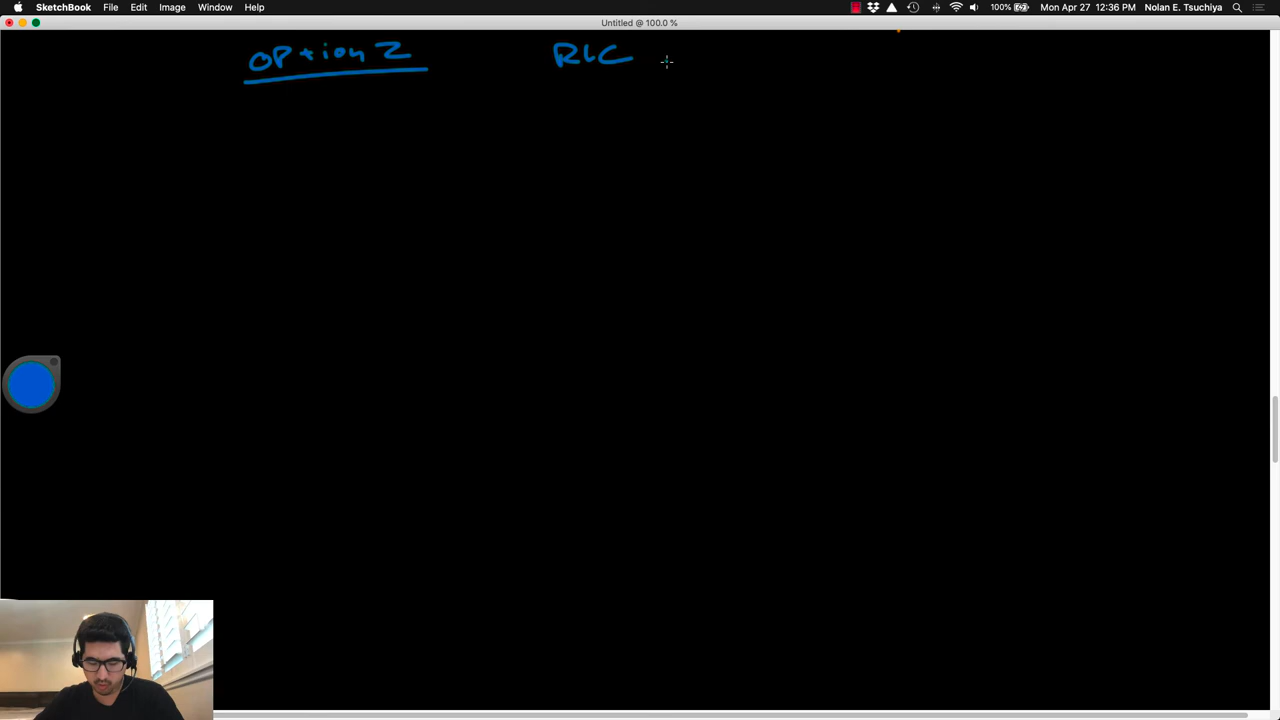 SketchBook File Edit Image Window Help 100% Mon Apr 27 12:36 PM Nolan E. Tsuchiya
Untitled @ 100.0 %
OPtion 2 RLC